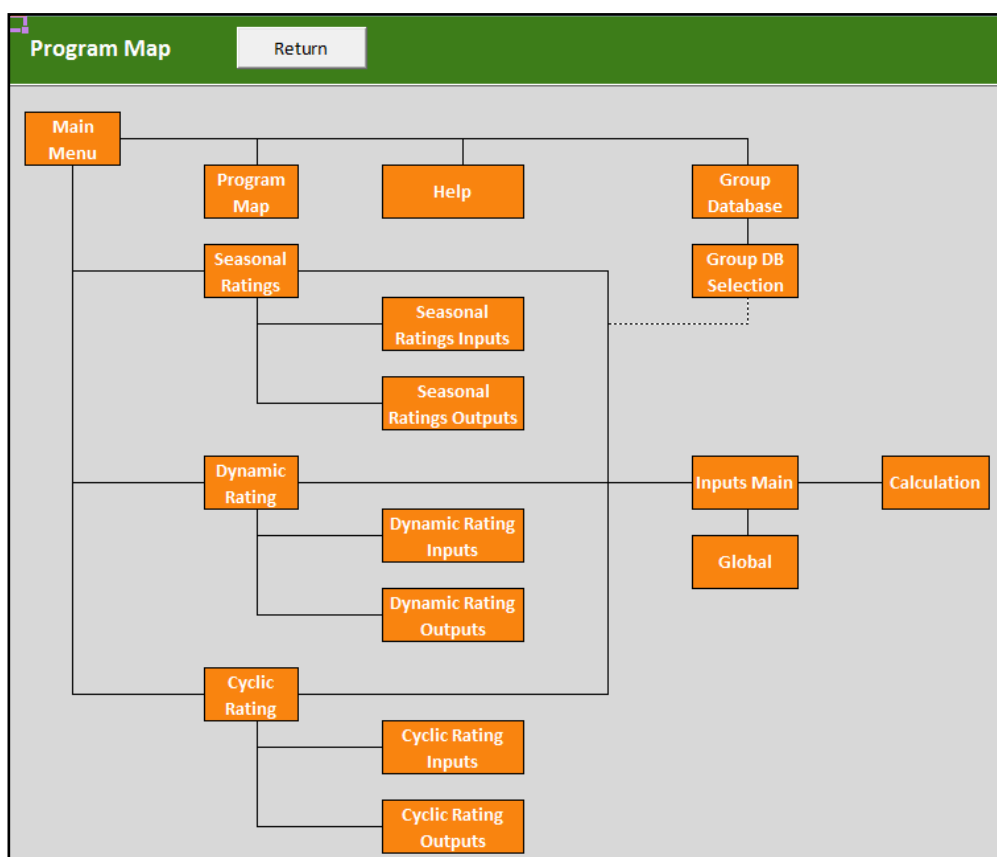 Program Map
Return
Main
Menu
Program
Map
Help
Group
Database
Seasonal
Ratings
Group DB
Selection
Seasonal
Ratings Inputs
Seasonal
Ratings Outputs
Dynamic
Rating
Inputs Main
Calculation
Dynamic Rating
Inputs
Global
Dynamic Rating
Outputs
Cyclic
Rating
Cyclic Rating
Inputs
Cyclic Rating
Outputs